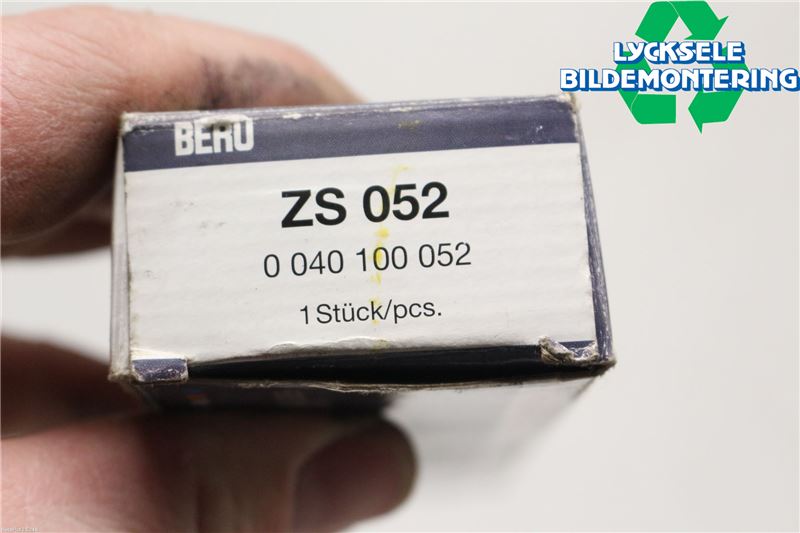 LYCKSELE
BILDEMONTERING
BERU
ZS 052
0 040 100 052
1 Stück/pcs.